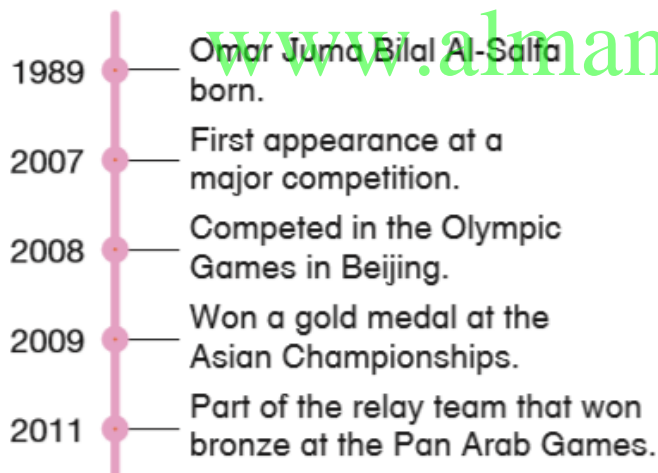 www.alman
1989 Omar Juma Bilal Al-Salfa
born.
2007 First appearance at a
major competition.
2008 Competed in the Olympic
Games in Beijing.
2009 Won a gold medal at the
Asian Championships.
2011 Part of the relay team that won
bronze at the Pan Arab Games.